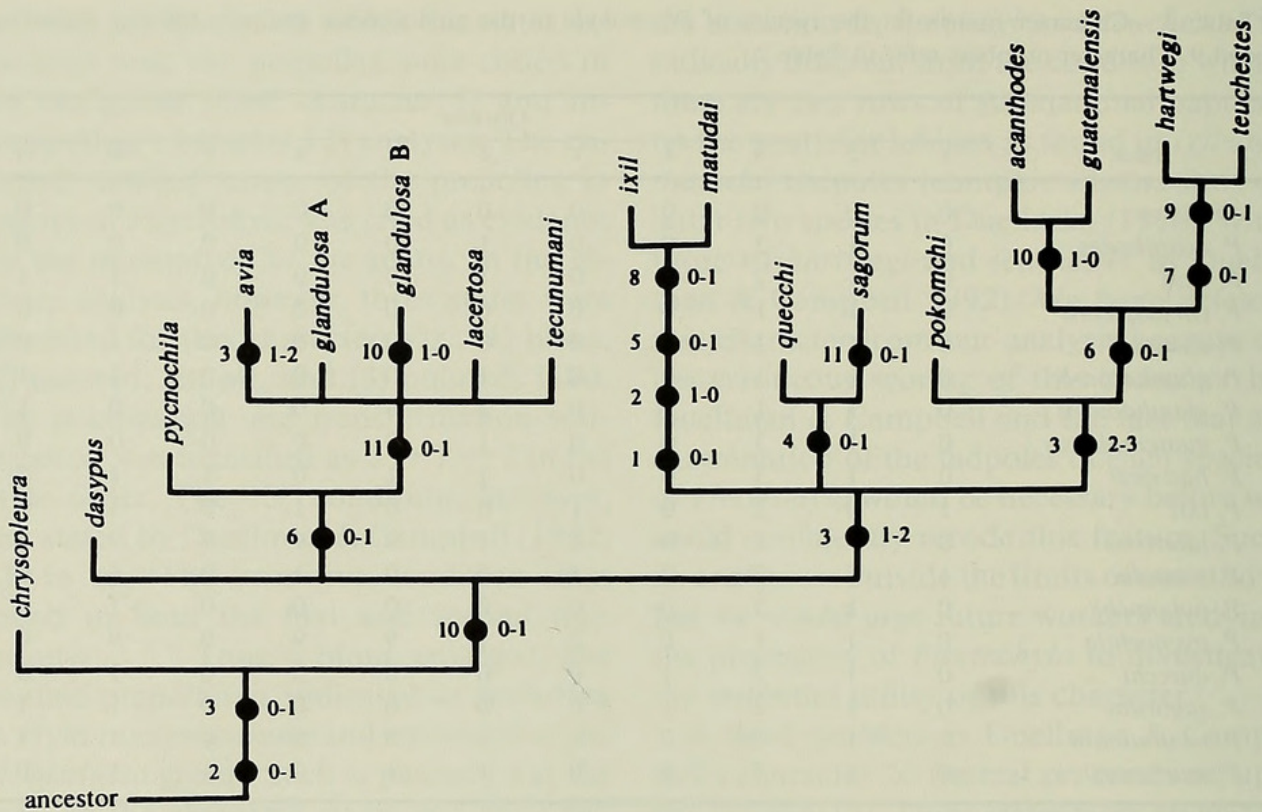 hartwegi
teuchestes
acanthodes
guatemalensis
ixil
matudai
9 0-1
avia
glandulosa A
glandulosa B
lacertosa
tecunumani
quecchi
sagorum
pokomchi
10 1-0
7 0-1
8 0-1
pycnochila
3 1-2
10 1-0
5 0-1
11 0-1
6 0-1
2 1-0
dasypus
11 0-1
1 0-1
4 0-1
3 2-3
chrysopleura
6 0-1
3 1-2
10 0-1
3 0-1
2 0-1
ancestor